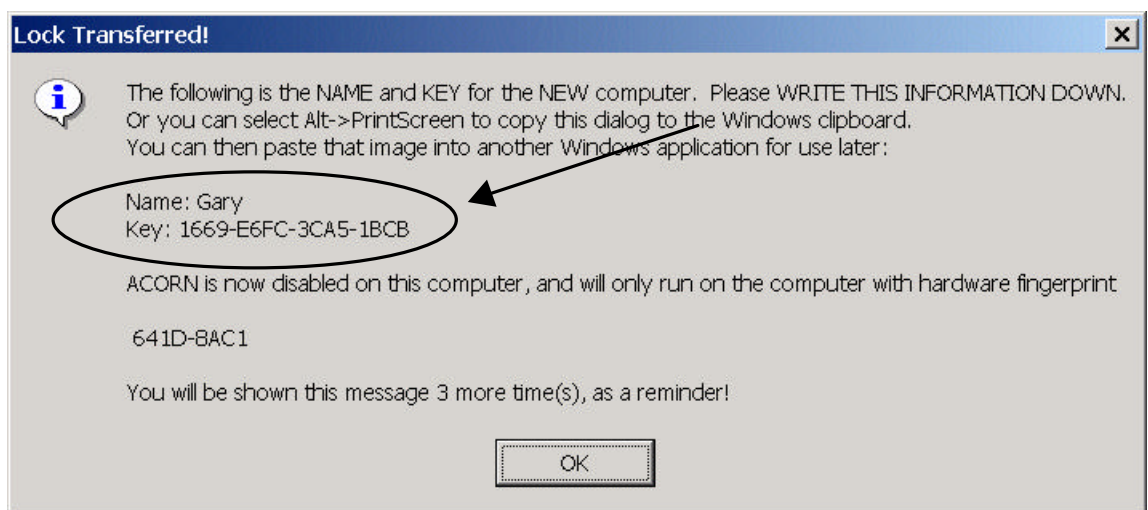 Lock Transferred!
The following is the NAME and KEY for the NEW computer. Please WRITE THIS INFORMATION DOWN.
Or you can select Alt->PrintScreen to copy this dialog to the Windows clipboard.
You can then paste that image into another Windows application for use later:
Name: Gary
Key: 1669-E6FC-3CA5-1BCB
ACORN is now disabled on this computer, and will only run on the computer with hardware fingerprint
641D-8AC1
You will be shown this message 3 more time(s), as a reminder!
OK